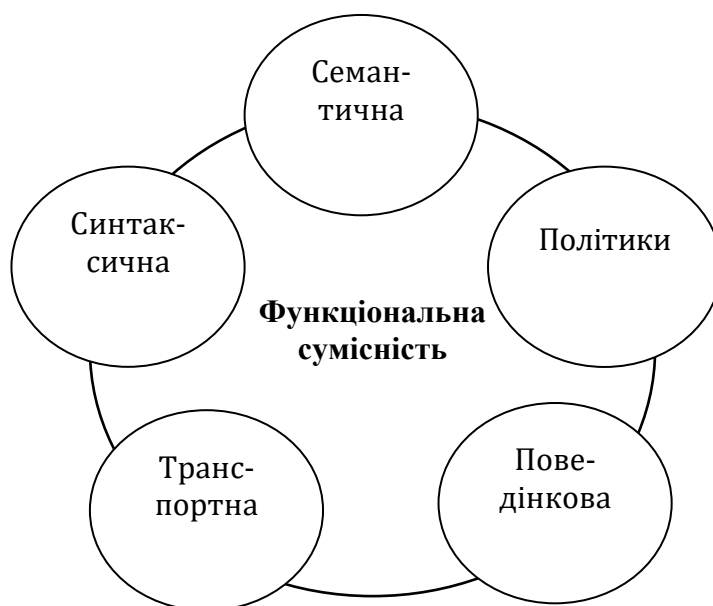 Семан-
тична
Синтак-
сична
Політики
Функціональна
сумісність
Транс-
портна
Пове-
дінкова